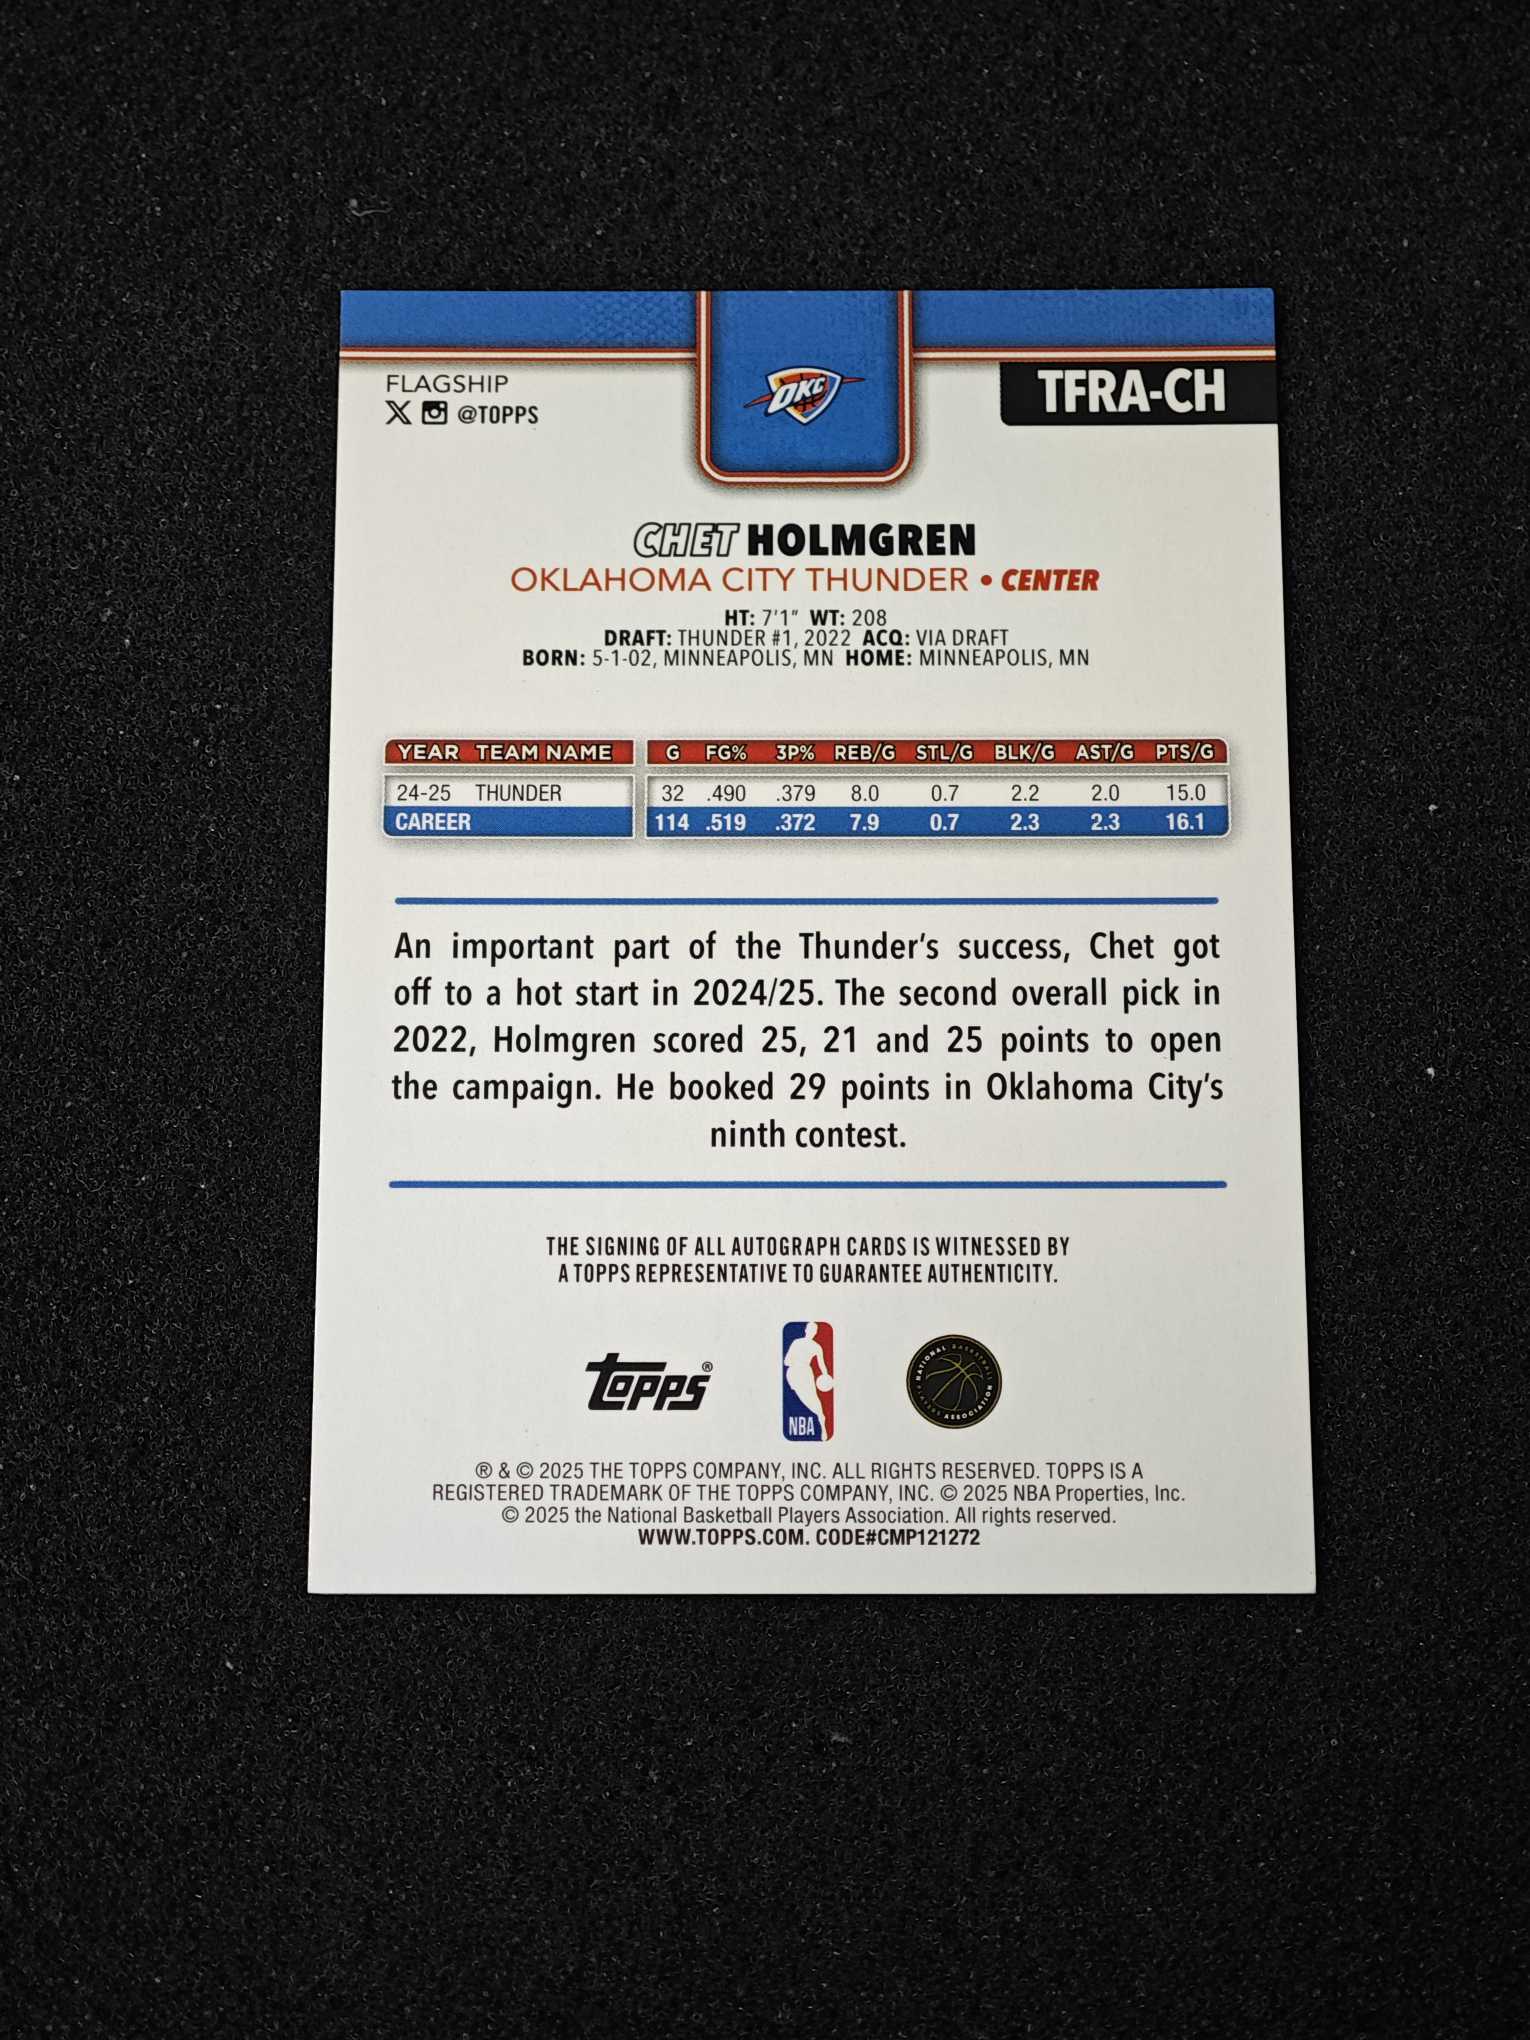 OKC
FLAGSHIP
@TOPPS
TFRA-CH
CHET HOLMGREN
OKLAHOMA CITY THUNDER • CENTER
HT: 7'1" WT: 208
DRAFT: THUNDER #1, 2022 ACQ: VIA DRAFT
BORN: 5-1-02, MINNEAPOLIS, MN HOME: MINNEAPOLIS, MN
YEAR TEAM NAME G FG% 3P% REB/G STL/G BLK/G AST/G PTS/G
24-25 THUNDER 32 .490 .379 8.0 0.7 2.2 2.0 15.0
CAREER 114 .519 .372 7.9 0.7 2.3 2.3 16.1
An important part of the Thunder's success, Chet got
off to a hot start in 2024/25. The second overall pick in
2022, Holmgren scored 25, 21 and 25 points to open
the campaign. He booked 29 points in Oklahoma City's
ninth contest.
THE SIGNING OF ALL AUTOGRAPH CARDS IS WITNESSED BY
A TOPPS REPRESENTATIVE TO GUARANTEE AUTHENTICITY.
topps®
NBA
NATIONAL BASKETBALL PLAYERS ASSOCIATION
® & © 2025 THE TOPPS COMPANY, INC. ALL RIGHTS RESERVED. TOPPS IS A
REGISTERED TRADEMARK OF THE TOPPS COMPANY, INC. © 2025 NBA Properties, Inc.
© 2025 the National Basketball Players Association. All rights reserved.
WWW.TOPPS.COM. CODE#CMP121272